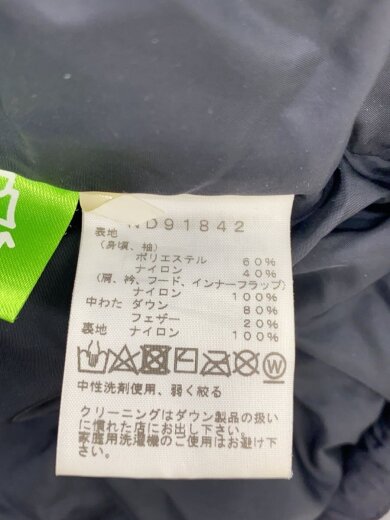 ND91842
表地
（身頃、袖）
ポリエステル 60%
ナイロン 40%
（肩、衿、フード、インナーフラップ）
ナイロン 100%
中わた ダウン 80%
フェザー 20%
裏地 ナイロン 100%
W
中性洗剤使用、弱く絞る
クリーニングはダウン製品の扱い
に慣れた店にお出し下さい。
家庭用洗濯機のご使用はお避け下
さい。